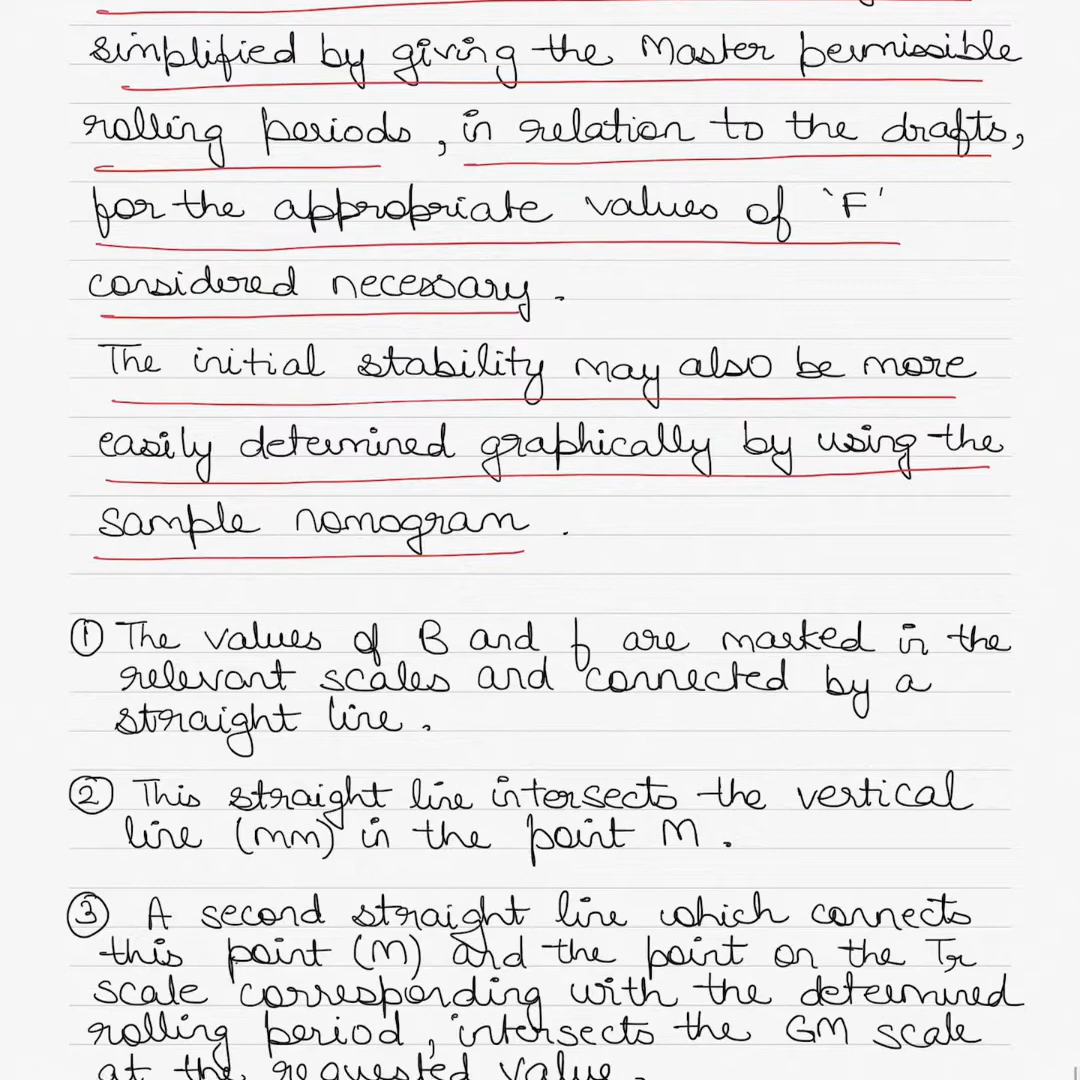 simplified by giving the Master permissible
rolling periods, in relation to the drafts,
for the appropriate values of 'F'
considered necessary.
The initial stability may also be more
easily determined graphically by using the
sample nomogram.
① The values of B and f are marked in the
relevant scales and connected by a
straight line.
② This straight line intersects the vertical
line (mm) in the point M.
③ A second straight line which connects
this point (M) and the point on the Tr
scale corresponding with the determined
rolling period, intersects the GM scale
at the requested value.